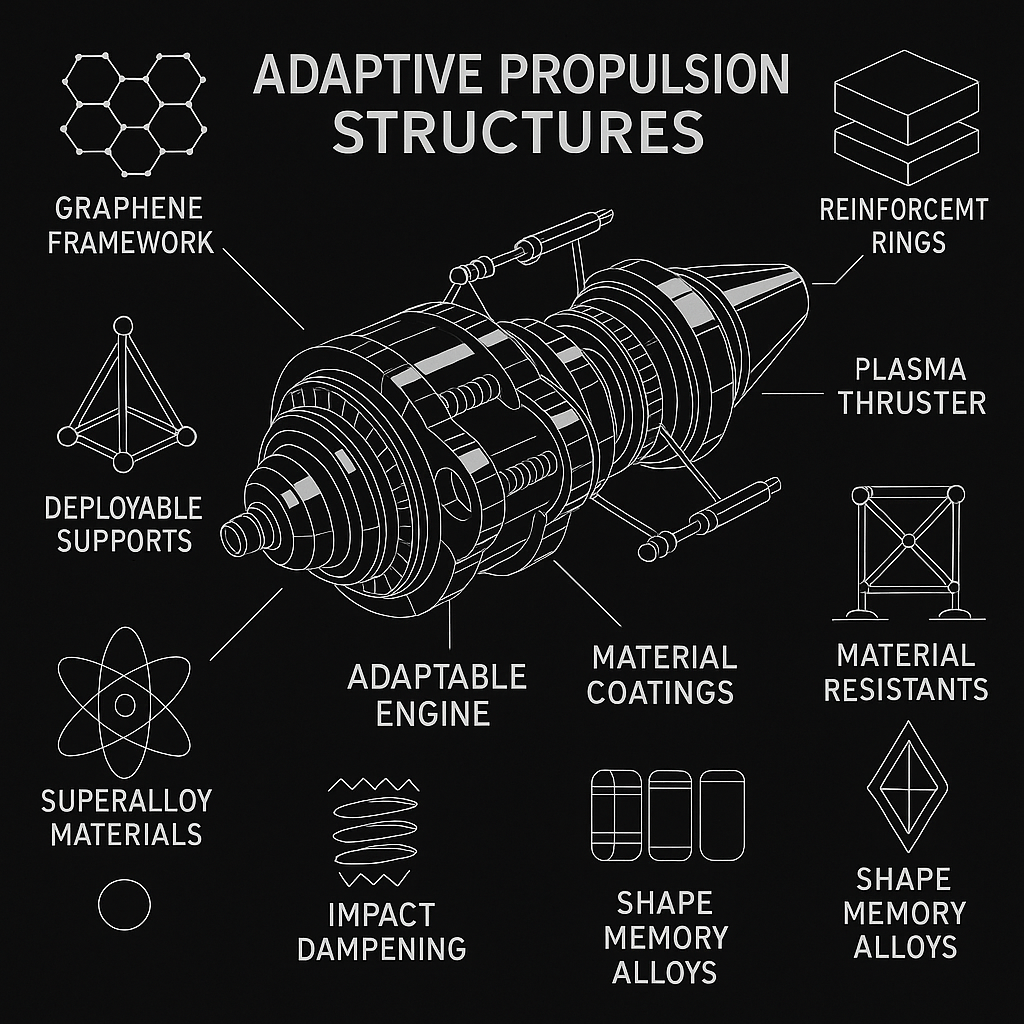 ADAPTIVE PROPULSION
STRUCTURES
GRAPHENE
FRAMEWORK
REINFORCEMT
RINGS
PLASMA
THRUSTER
DEPLOYABLE
SUPPORTS
MATERIAL
RESISTANTS
ADAPTABLE
ENGINE
MATERIAL
COATINGS
SUPERALLOY
MATERIALS
IMPACT
DAMPENING
SHAPE
MEMORY
ALLOYS
SHAPE
MEMORY
ALLOYS